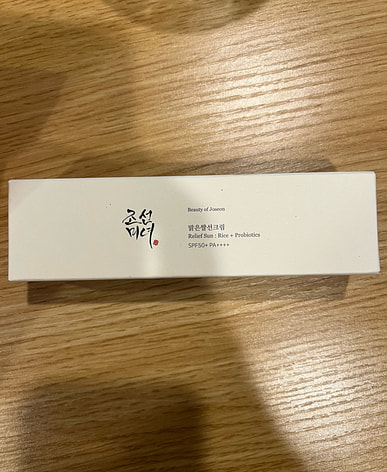 조선
미녀
Beauty of Joseon
맑은쌀선크림
Relief Sun : Rice + Probiotics
SPF50+ PA++++